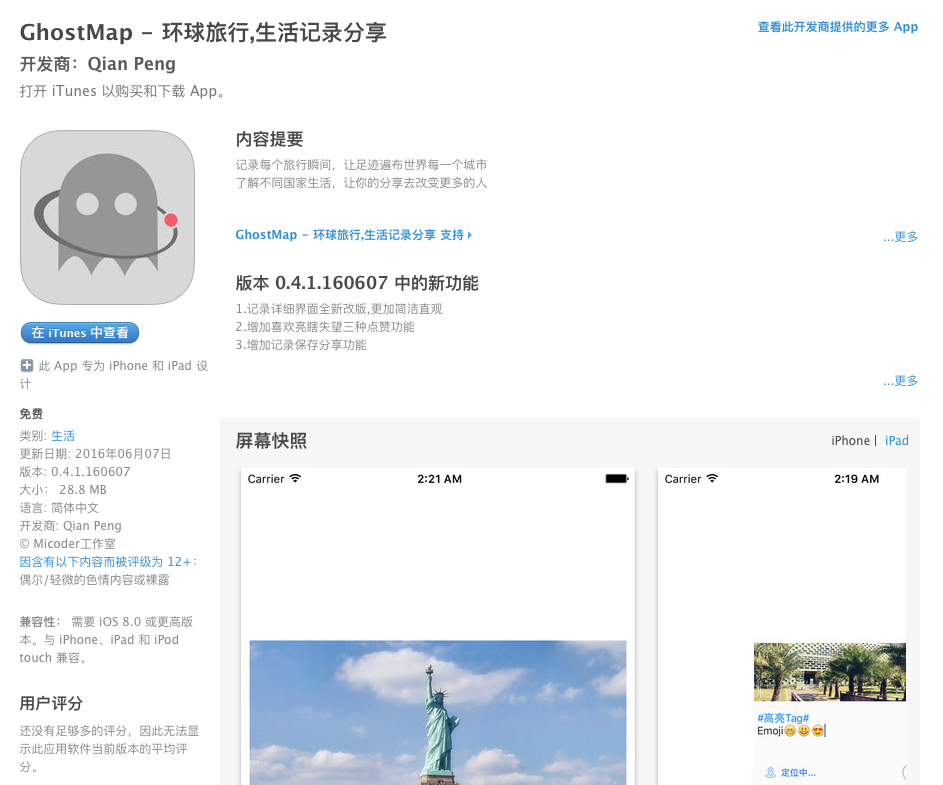 GhostMap - 环球旅行,生活记录分享
查看此开发商提供的更多 App
开发商：Qian Peng
打开 iTunes 以购买和下载 App。
内容提要
记录每个旅行瞬间，让足迹遍布世界每一个城市
了解不同国家生活，让你的分享去改变更多的人
GhostMap - 环球旅行,生活记录分享 支持
...更多
版本 0.4.1.160607 中的新功能
1.记录详细界面全新改版,更加简洁直观
2.增加喜欢亮瞎失望三种点赞功能
3.增加记录保存分享功能
...更多
在 iTunes 中查看
此 App 专为 iPhone 和 iPad 设
计
免费
类别: 生活
更新日期: 2016年06月07日
版本: 0.4.1.160607
大小： 28.8 MB
语言: 简体中文
开发商: Qian Peng
© Micoder工作室
因含有以下内容而被评级为 12+：
偶尔/轻微的色情内容或裸露
兼容性： 需要 iOS 8.0 或更高版
本。与 iPhone、iPad 和 iPod
touch 兼容。
用户评分
还没有足够多的评分，因此无法显
示此应用软件当前版本的平均评
分。
屏幕快照
iPhone | iPad
Carrier 2:21 AM
Carrier 2:19 AM
#高亮Tag#
Emoji😁😃😍
定位中...